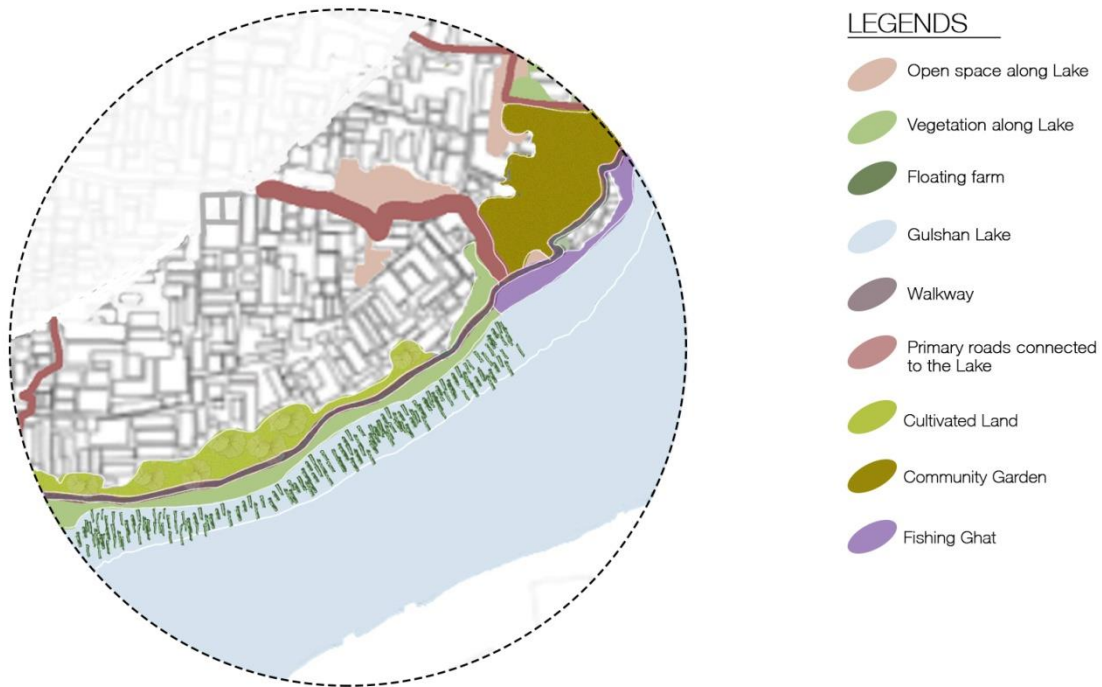 LEGENDS
Open space along Lake
Vegetation along Lake
Floating farm
Gulshan Lake
Walkway
Primary roads connected
to the Lake
Cultivated Land
Community Garden
Fishing Ghat